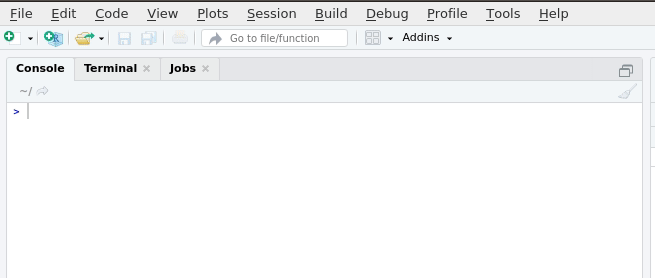 File Edit Code View Plots Session Build Debug Profile Tools Help
Go to file/function Addins
Console Terminal Jobs
~/
>